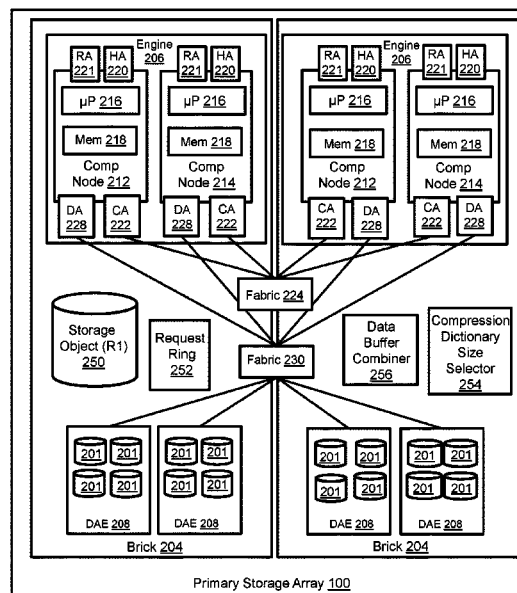 RA 221
HA 220
Engine 206
RA 221
HA 220
µP 216
µP 216
Mem 218
Mem 218
Comp
Node 212
Comp
Node 214
DA 228
CA 222
DA 228
CA 222
RA 221
HA 220
Engine 206
RA 221
HA 220
µP 216
µP 216
Mem 218
Mem 218
Comp
Node 212
Comp
Node 214
CA 222
DA 228
CA 222
DA 228
Fabric 224
Storage
Object (R1)
250
Request
Ring
252
Fabric 230
Data
Buffer
Combiner
256
Compression
Dictionary
Size
Selector
254
201 201
201 201
DAE 208
201 201
201 201
DAE 208
201 201
201 201
DAE 208
201 201
201 201
DAE 208
Brick 204
Brick 204
Primary Storage Array 100